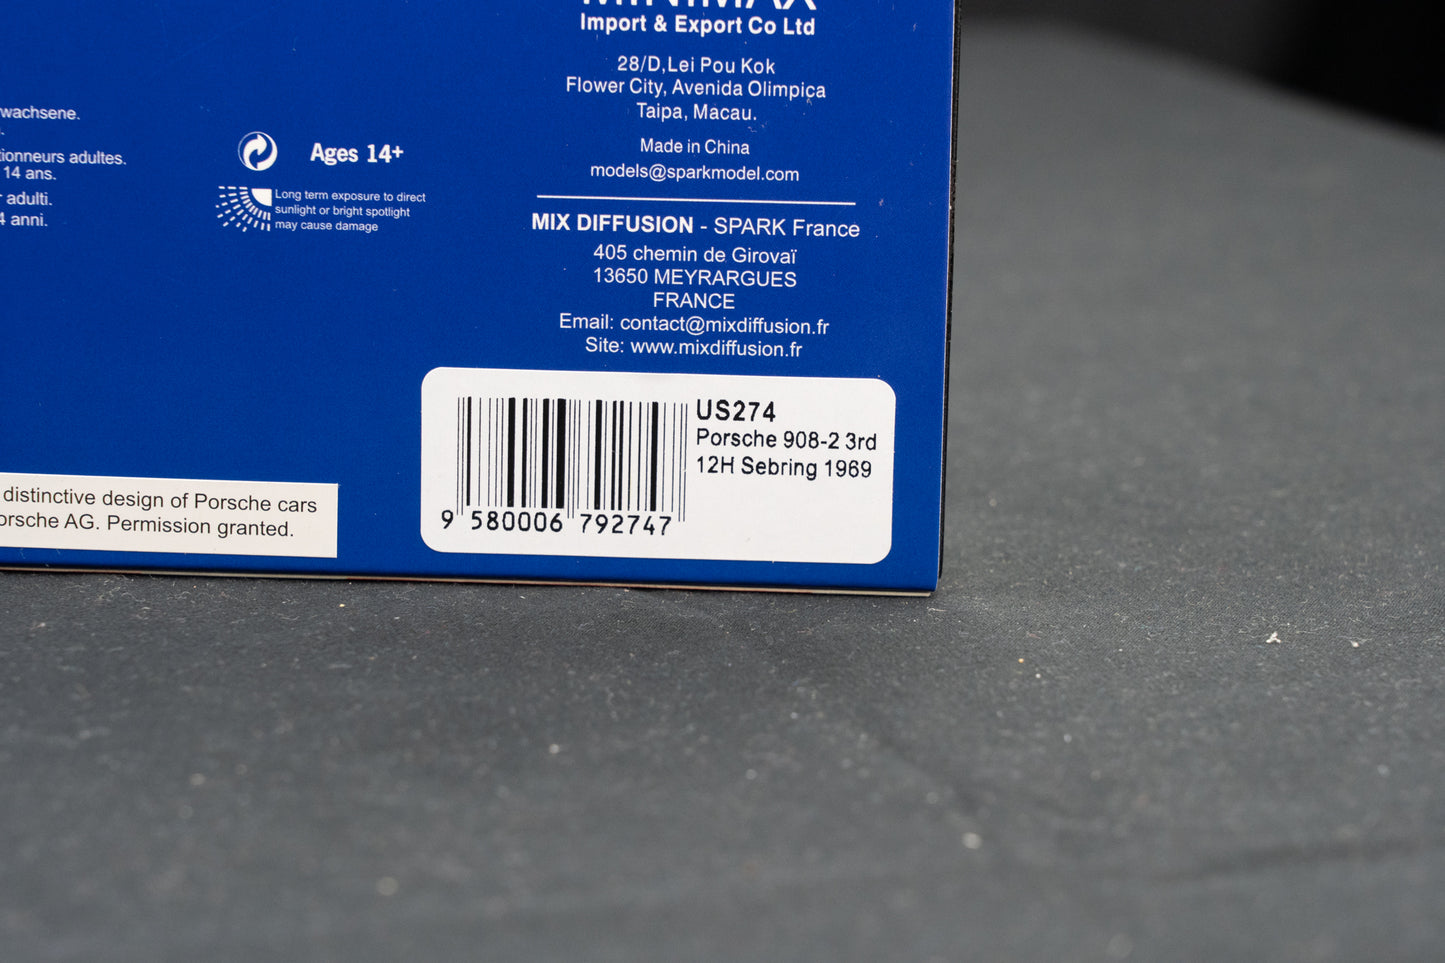 MINIMAX
Import & Export Co Ltd
28/D,Lei Pou Kok
Flower City, Avenida Olimpica
Taipa, Macau.
Made in China
models@sparkmodel.com
MIX DIFFUSION - SPARK France
405 chemin de Girovaï
13650 MEYRARGUES
FRANCE
Email: contact@mixdiffusion.fr
Site: www.mixdiffusion.fr
wachsene.
tionneurs adultes.
14 ans.
adulti.
4 anni.
Ages 14+
Long term exposure to direct
sunlight or bright spotlight
may cause damage
distinctive design of Porsche cars
orsche AG. Permission granted.
US274
Porsche 908-2 3rd
12H Sebring 1969
9 580006 792747